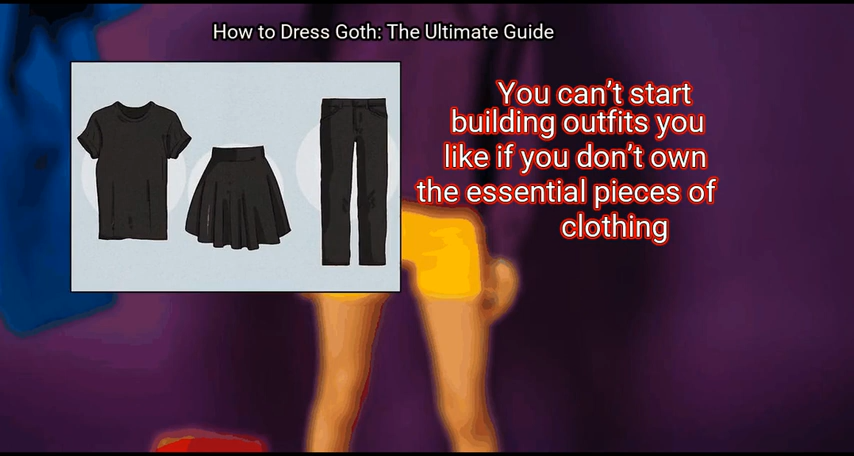 How to Dress Goth: The Ultimate Guide
You can’t start
building outfits you
like if you don’t own
the essential pieces of
clothing